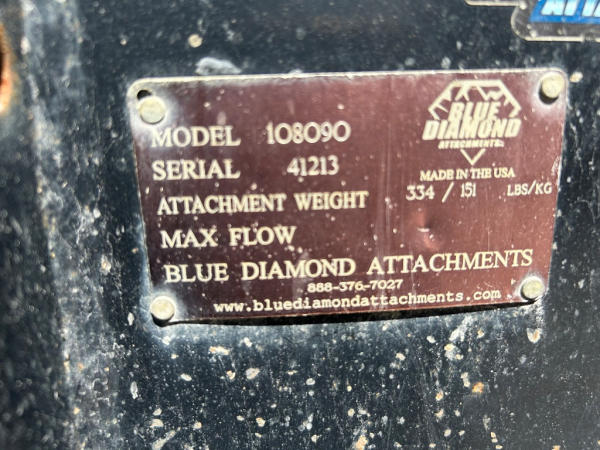 BLUE
DIAMOND
ATTACHMENTS
MODEL 108090
SERIAL 41213
MADE IN THE USA
ATTACHMENT WEIGHT 334 / 151 LBS/KG
MAX FLOW
BLUE DIAMOND ATTACHMENTS
888-376-7027
www.bluediamondattachments.com